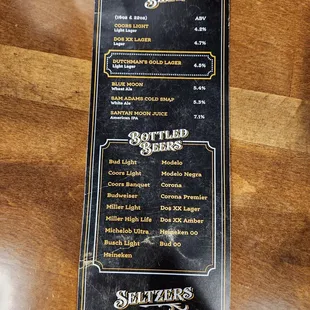 (16oz & 22oz) ABV
COORS LIGHT 4.2%
Light Lager
DOS XX LAGER 4.7%
Lager
DUTCHMAN'S GOLD LAGER 4.5%
Light Lager
BLUE MOON 5.4%
Wheat Ale
SAM ADAMS COLD SNAP 5.3%
White Ale
SANTAN MOON JUICE 7.1%
American IPA
BOTTLED
BEERS
Bud Light Modelo
Coors Light Modelo Negra
Coors Banquet Corona
Budweiser Corona Premier
Miller Light Dos XX Lager
Miller High Life Dos XX Amber
Michelob Ultra Heineken 00
Busch Light Bud 00
Heineken
SELTZERS